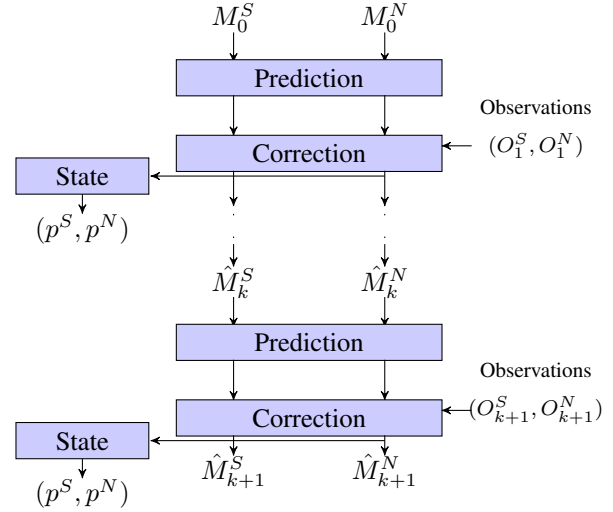 $M_0^S$ $M_0^N$
Prediction
Observations
Correction $(O_1^S, O_1^N)$
State
$(p^S, p^N)$
$\hat{M}_k^S$ $\hat{M}_k^N$
Prediction
Observations
Correction $(O_{k+1}^S, O_{k+1}^N)$
State
$\hat{M}_{k+1}^S$ $\hat{M}_{k+1}^N$
$(p^S, p^N)$